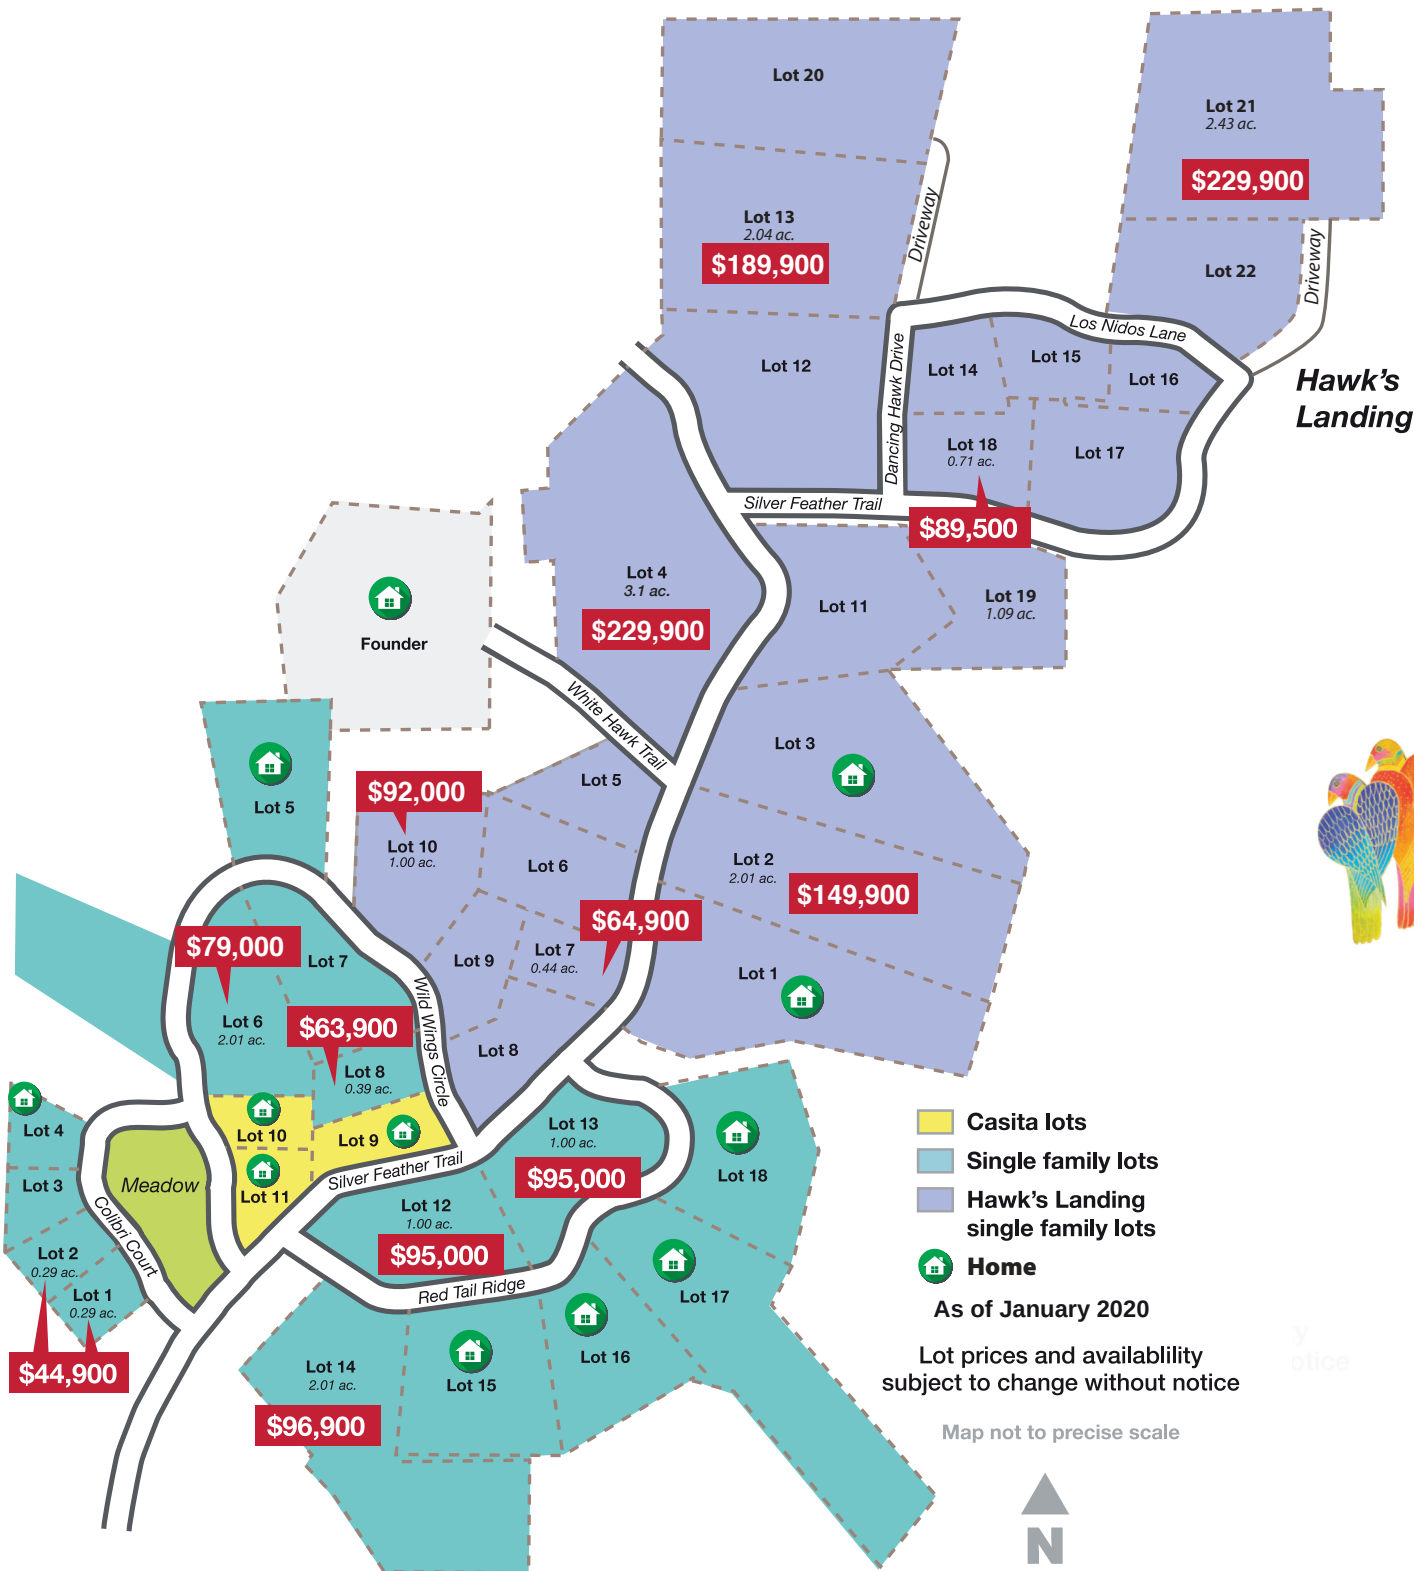 Lot 20
Lot 21
2.43 ac.
$229,900
Lot 13
2.04 ac.
$189,900
Driveway
Lot 22
Driveway
Los Nidos Lane
Lot 12
Dancing Hawk Drive
Lot 14
Lot 15
Lot 16
Hawk's
Landing
Lot 18
0.71 ac.
Lot 17
Silver Feather Trail
$89,500
Lot 4
3.1 ac.
$229,900
Lot 11
Lot 19
1.09 ac.
Founder
White Hawk Trail
Lot 3
Lot 5
Lot 5
$92,000
Lot 10
1.00 ac.
Lot 6
Lot 2
2.01 ac.
$149,900
$64,900
$79,000
Lot 7
Lot 9
Lot 7
0.44 ac.
Lot 1
Wild Wings Circle
Lot 6
2.01 ac.
$63,900
Lot 8
Lot 8
0.39 ac.
Lot 4
Lot 10
Lot 9
Lot 13
1.00 ac.
$95,000
Lot 18
Lot 3
Meadow
Lot 11
Silver Feather Trail
Lot 12
1.00 ac.
$95,000
Colibri Court
Lot 2
0.29 ac.
Lot 1
0.29 ac.
$44,900
Red Tail Ridge
Lot 17
Lot 16
Lot 14
2.01 ac.
Lot 15
$96,900
Casita lots
Single family lots
Hawk's Landing
single family lots
Home
As of January 2020
Lot prices and availablility
subject to change without notice
y
otice
Map not to precise scale
N